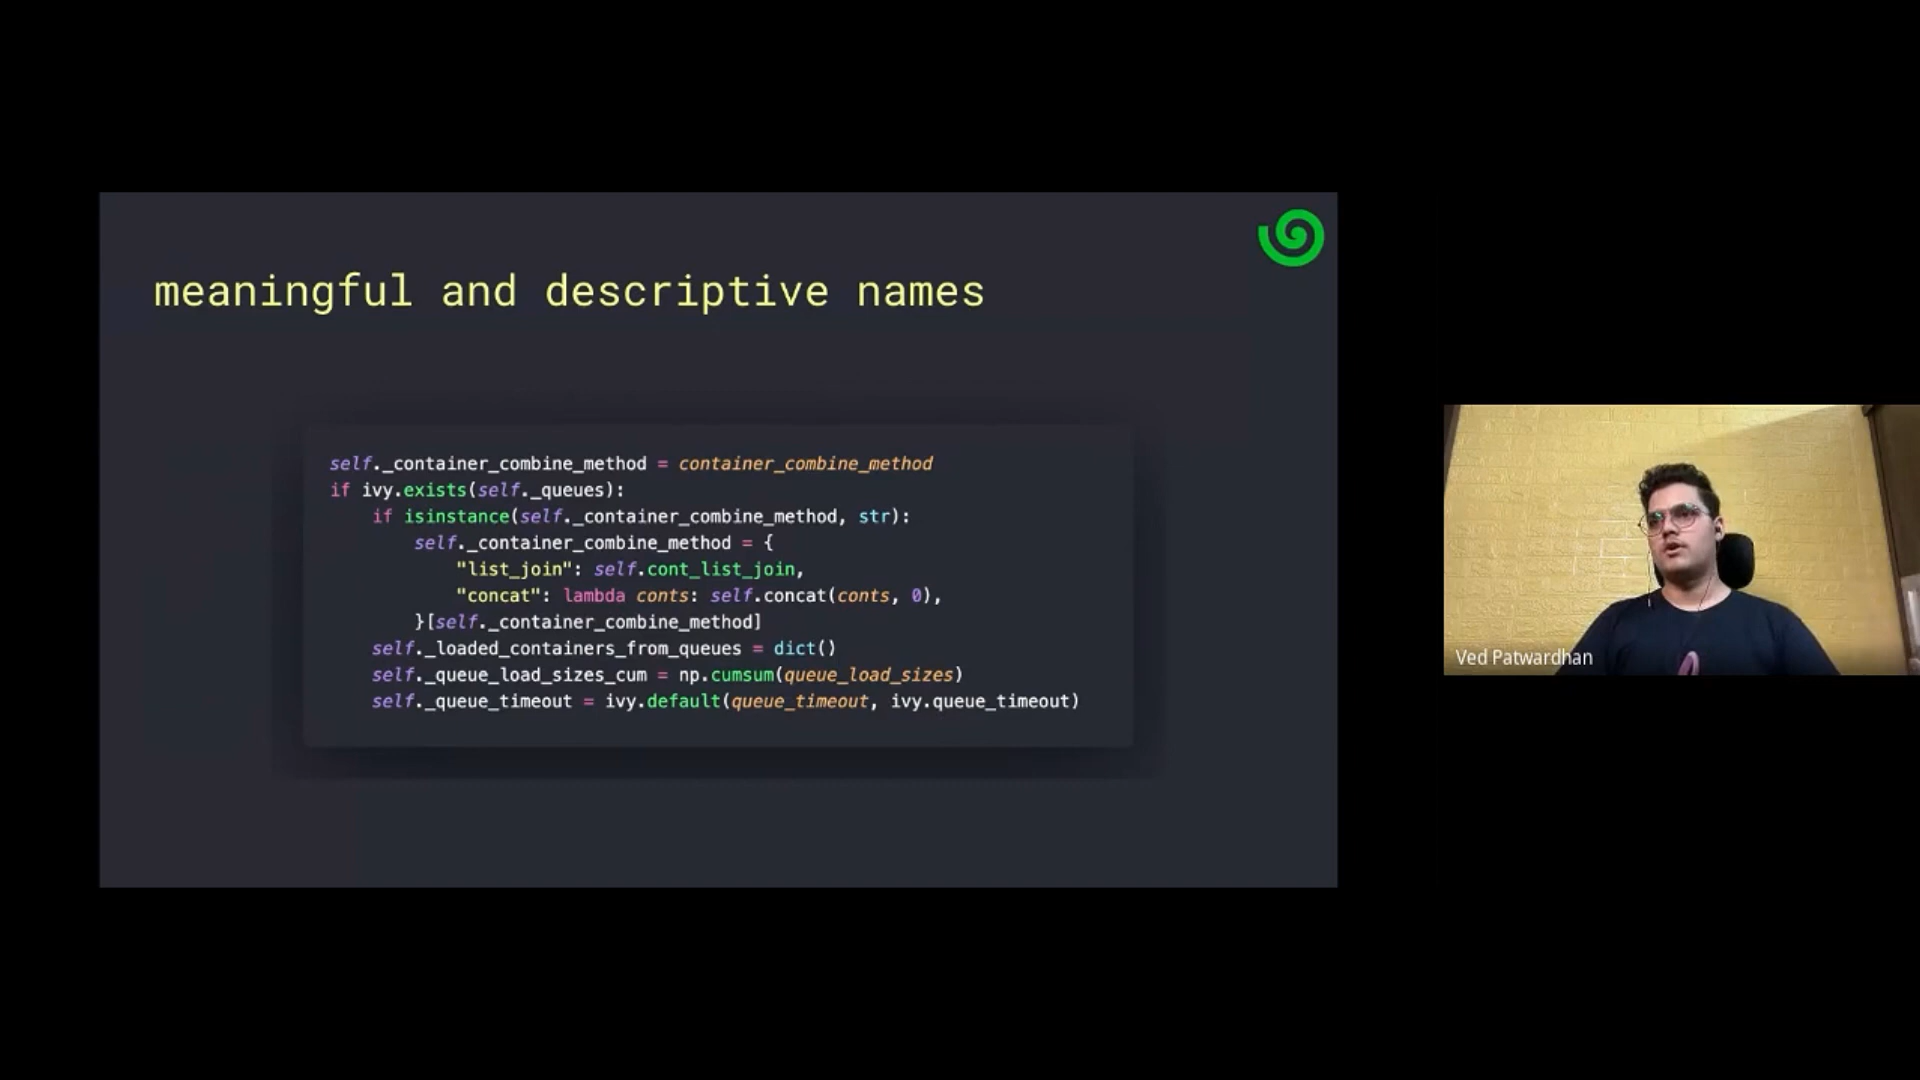 meaningful and descriptive names
self._container_combine_method = container_combine_method
if ivy.exists(self._queues):
if isinstance(self._container_combine_method, str):
self._container_combine_method = {
"list_join": self.cont_list_join,
"concat": lambda conts: self.concat(conts, 0),
}[self._container_combine_method]
self._loaded_containers_from_queues = dict()
self._queue_load_sizes_cum = np.cumsum(queue_load_sizes)
self._queue_timeout = ivy.default(queue_timeout, ivy.queue_timeout)
Ved Patwardhan